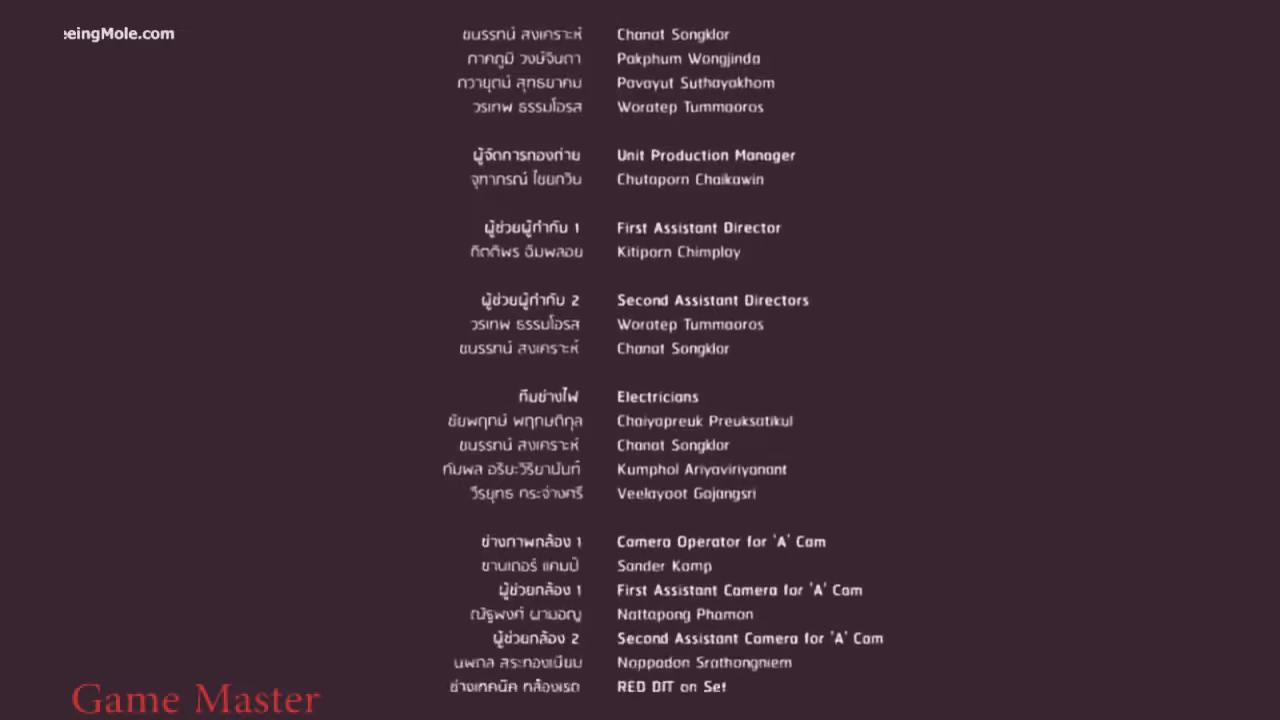 eeingMole.com
ชนรรทน์ สงเคราะห์ Chanat Songklor
ภาคภูมิ วงษ์จินดา Pakphum Wongjinda
ภวายุตม์ สุทธยาคม Pavayut Suthayakhom
วรเทพ ธรรมโอรส Woratep Tummaoros
ผู้จัดการกองถ่าย Unit Production Manager
จุฑาภรณ์ ไชยกวิน Chutaporn Chaikawin
ผู้ช่วยผู้กำกับ 1 First Assistant Director
กิตติพร ฉิมพลอย Kitiporn Chimploy
ผู้ช่วยผู้กำกับ 2 Second Assistant Directors
วรเทพ ธรรมโอรส Woratep Tummaoros
ชนรรทน์ สงเคราะห์ Chanat Songklor
ทีมช่างไฟ Electricians
ชัยพฤกษ์ พฤกษติกุล Chaiyapreuk Preuksatikul
ชนรรทน์ สงเคราะห์ Chanat Songklor
กัมพล อริยะวิริยานันท์ Kumphol Ariyaviriyanant
วีรยุทธ กระจ่างศรี Veelayoot Gajangsri
ช่างภาพกล้อง 1 Camera Operator for 'A' Cam
ซานเดอร์ แคมป์ Sander Kamp
ผู้ช่วยกล้อง 1 First Assistant Camera for 'A' Cam
ณัฐพงศ์ ผามอญ Nattapong Phamon
ผู้ช่วยกล้อง 2 Second Assistant Camera for 'A' Cam
นพดล สระทองเนียม Noppadon Srathongniem
ช่างเทคนิค กล้องเรด RED DIT on Set
Game Master